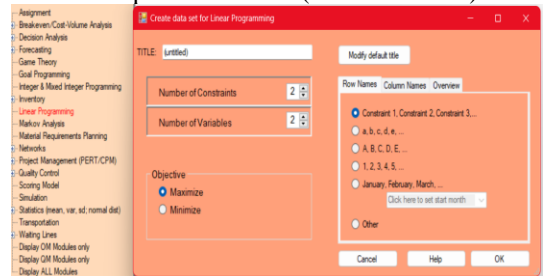 Assignment
Breakeven/Cost-Volume Analysis
Decision Analysis
Forecasting
Game Theory
Goal Programming
Integer & Mixed Integer Programming
Inventory
Linear Programming
Markov Analysis
Material Requirements Planning
Networks
Project Management (PERT/CPM)
Quality Control
Scoring Model
Simulation
Statistics (mean, var, sd; normal dist)
Transportation
Waiting Lines
Display OM Modules only
Display QM Modules only
Display ALL Modules
Create data set for Linear Programming
TITLE: (untitled)
Modify default title
Number of Constraints 2
Number of Variables 2
Objective
Maximize
Minimize
Row Names Column Names Overview
Constraint 1, Constraint 2, Constraint 3,...
a, b, c, d, e, ...
A, B, C, D, E, ...
1, 2, 3, 4, 5, ...
January, February, March, ...
Click here to set start month
Other
Cancel Help OK